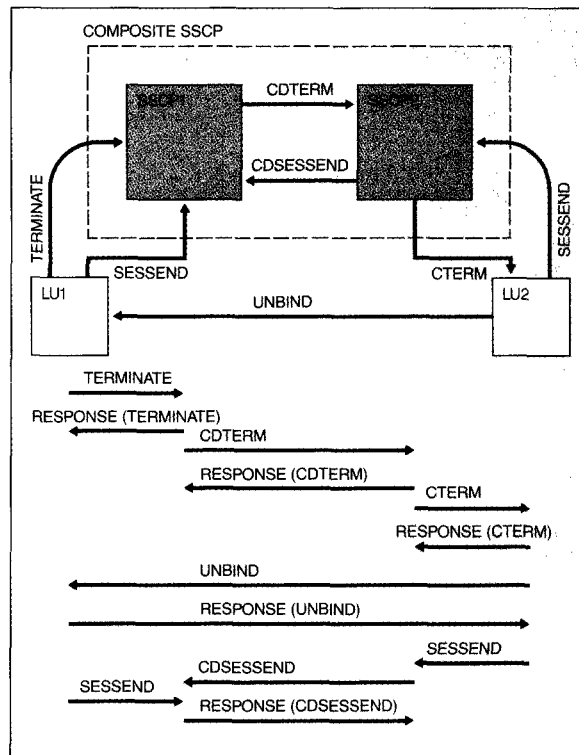 COMPOSITE SSCP
SSCP1
CDTERM
CDSESSEND
TERMINATE
SESSEND
SESSEND
CTERM
LU1
UNBIND
LU2
TERMINATE
RESPONSE (TERMINATE)
CDTERM
RESPONSE (CDTERM)
CTERM
RESPONSE (CTERM)
UNBIND
RESPONSE (UNBIND)
SESSEND
CDSESSEND
SESSEND
RESPONSE (CDSESSEND)